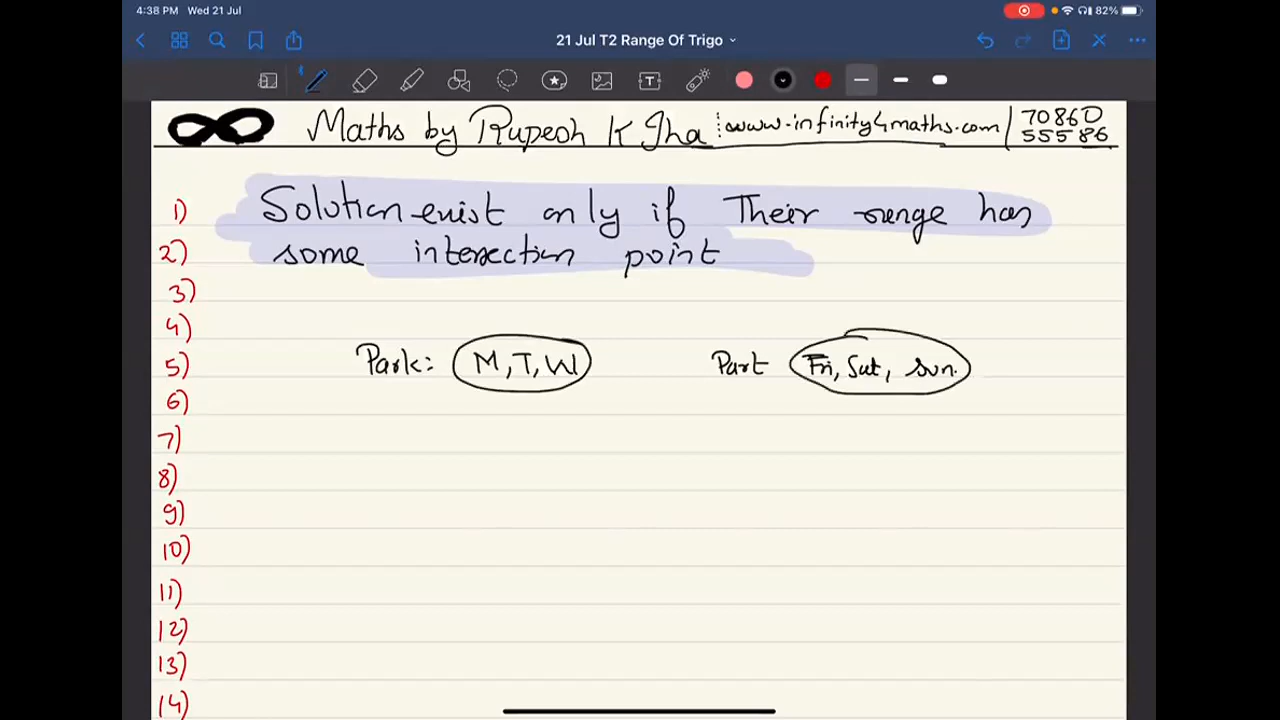 4:38 PM Wed 21 Jul
82%
21 Jul T2 Range Of Trigo
Maths by Rupesh K Jha www.infinity4maths.com 70860
55586
1) Solution exist only if Their range has
2) some intersection point
3)
4)
5) Park: M, T, W Part Fri, Sat, Sun.
6)
7)
8)
9)
10)
11)
12)
13)
14)